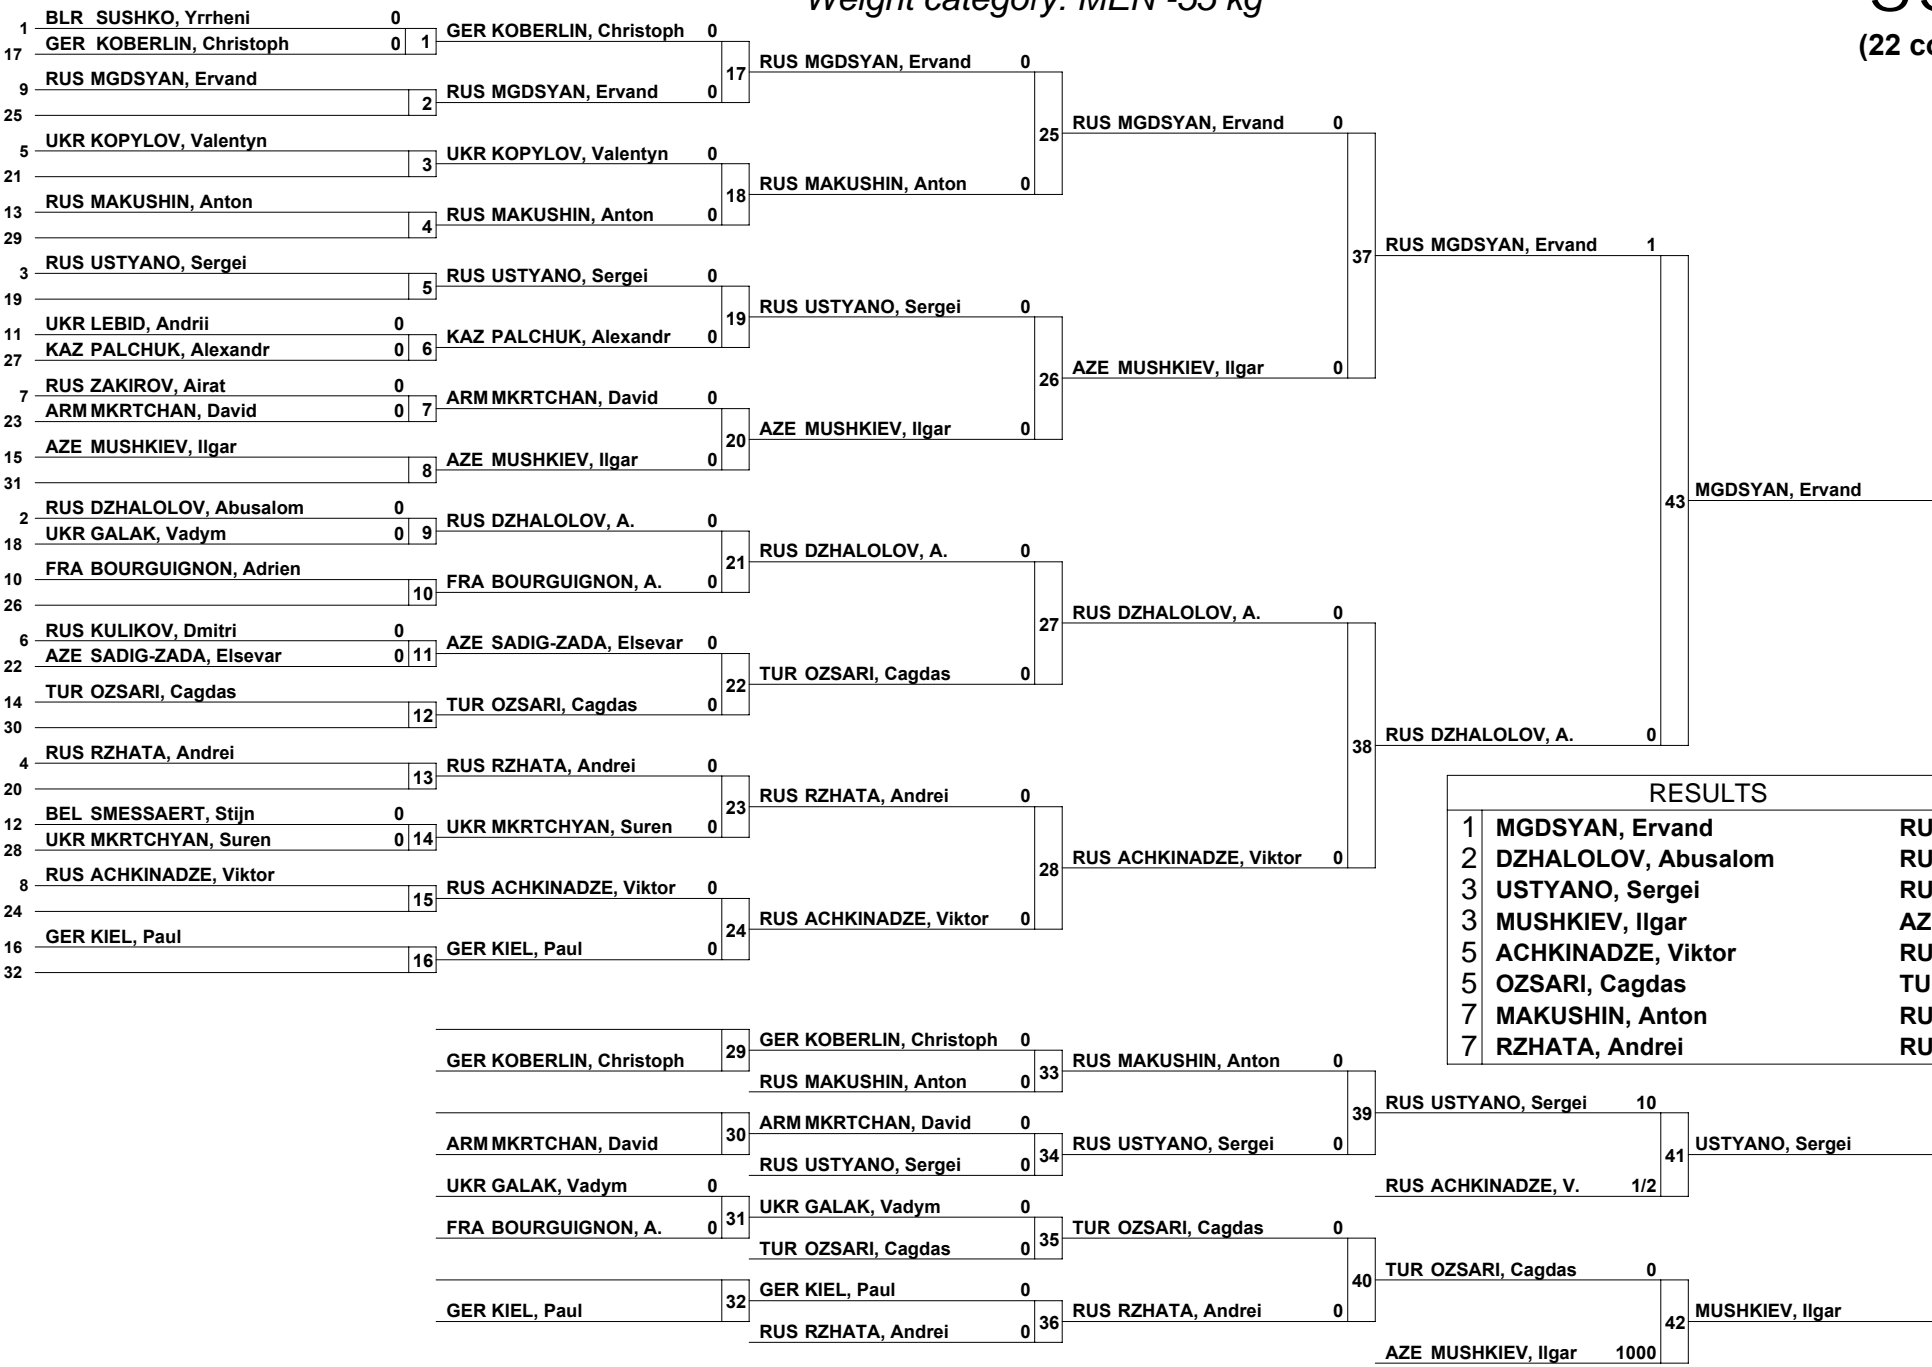 Weight category: MEN -55 kg
(22 co
1 BLR SUSHKO, Yrrheni 0
17 GER KOBERLIN, Christoph 0 1
9 RUS MGDSYAN, Ervand
25 2
5 UKR KOPYLOV, Valentyn
21 3
13 RUS MAKUSHIN, Anton
29 4
3 RUS USTYANO, Sergei
19 5
11 UKR LEBID, Andrii 0
27 KAZ PALCHUK, Alexandr 0 6
7 RUS ZAKIROV, Airat 0
23 ARM MKRTCHAN, David 0 7
15 AZE MUSHKIEV, Ilgar
31 8
2 RUS DZHALOLOV, Abusalom 0
18 UKR GALAK, Vadym 0 9
10 FRA BOURGUIGNON, Adrien
26 10
6 RUS KULIKOV, Dmitri 0
22 AZE SADIG-ZADA, Elsevar 0 11
14 TUR OZSARI, Cagdas
30 12
4 RUS RZHATA, Andrei
20 13
12 BEL SMESSAERT, Stijn 0
28 UKR MKRTCHYAN, Suren 0 14
8 RUS ACHKINADZE, Viktor
24 15
16 GER KIEL, Paul
32 16
GER KOBERLIN, Christoph 0
17
RUS MGDSYAN, Ervand 0
UKR KOPYLOV, Valentyn 0
18
RUS MAKUSHIN, Anton 0
RUS USTYANO, Sergei 0
19
KAZ PALCHUK, Alexandr 0
ARM MKRTCHAN, David 0
20
AZE MUSHKIEV, Ilgar 0
RUS DZHALOLOV, A. 0
21
FRA BOURGUIGNON, A. 0
AZE SADIG-ZADA, Elsevar 0
22
TUR OZSARI, Cagdas 0
RUS RZHATA, Andrei 0
23
UKR MKRTCHYAN, Suren 0
RUS ACHKINADZE, Viktor 0
24
GER KIEL, Paul 0
RUS MGDSYAN, Ervand 0
25
RUS MAKUSHIN, Anton 0
RUS USTYANO, Sergei 0
26
AZE MUSHKIEV, Ilgar 0
RUS DZHALOLOV, A. 0
27
TUR OZSARI, Cagdas 0
RUS RZHATA, Andrei 0
28
RUS ACHKINADZE, Viktor 0
RUS MGDSYAN, Ervand 0
37
AZE MUSHKIEV, Ilgar 0
RUS DZHALOLOV, A. 0
38
RUS ACHKINADZE, Viktor 0
RUS MGDSYAN, Ervand 1
43
RUS DZHALOLOV, A. 0
MGDSYAN, Ervand
RESULTS
1 MGDSYAN, Ervand RU
2 DZHALOLOV, Abusalom RU
3 USTYANO, Sergei RU
3 MUSHKIEV, Ilgar AZ
5 ACHKINADZE, Viktor RU
5 OZSARI, Cagdas TU
7 MAKUSHIN, Anton RU
7 RZHATA, Andrei RU
GER KOBERLIN, Christoph 29
ARM MKRTCHAN, David 30
UKR GALAK, Vadym 0
31
FRA BOURGUIGNON, A. 0
GER KIEL, Paul 32
GER KOBERLIN, Christoph 0
RUS MAKUSHIN, Anton 0 33
ARM MKRTCHAN, David 0
RUS USTYANO, Sergei 0 34
UKR GALAK, Vadym 0
TUR OZSARI, Cagdas 0 35
GER KIEL, Paul 0
RUS RZHATA, Andrei 0 36
RUS MAKUSHIN, Anton 0
39
RUS USTYANO, Sergei 0
TUR OZSARI, Cagdas 0
40
RUS RZHATA, Andrei 0
RUS USTYANO, Sergei 10
41
RUS ACHKINADZE, V. 1/2
TUR OZSARI, Cagdas 0
42
AZE MUSHKIEV, Ilgar 1000
USTYANO, Sergei
MUSHKIEV, Ilgar